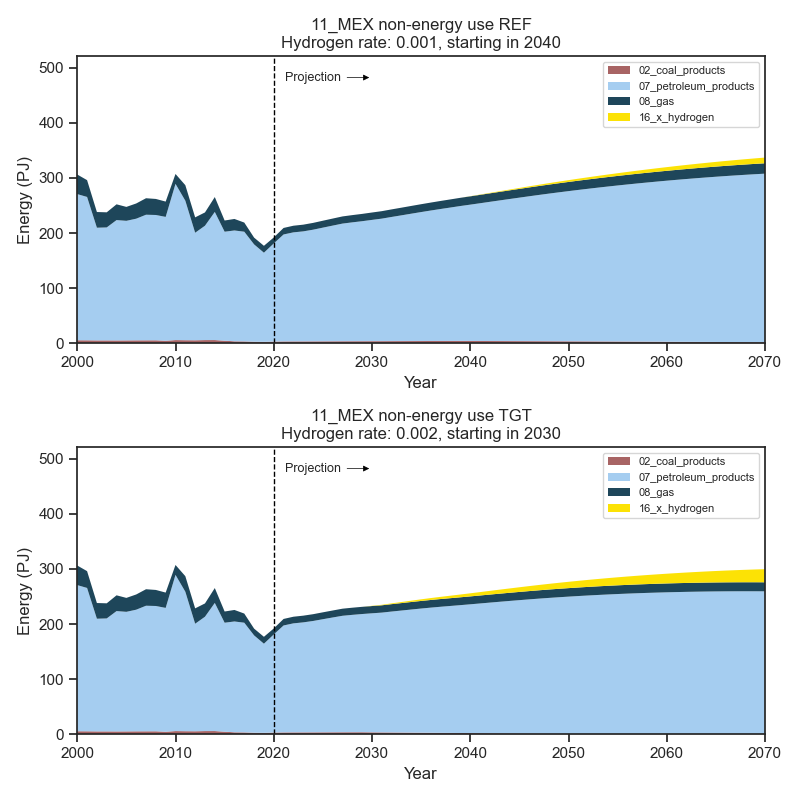 11_MEX non-energy use REF
Hydrogen rate: 0.001, starting in 2040
500
400
300
200
100
0
Energy (PJ)
Projection
02_coal_products
07_petroleum_products
08_gas
16_x_hydrogen
2000 2010 2020 2030 2040 2050 2060 2070
Year
11_MEX non-energy use TGT
Hydrogen rate: 0.002, starting in 2030
500
400
300
200
100
0
Energy (PJ)
Projection
02_coal_products
07_petroleum_products
08_gas
16_x_hydrogen
2000 2010 2020 2030 2040 2050 2060 2070
Year